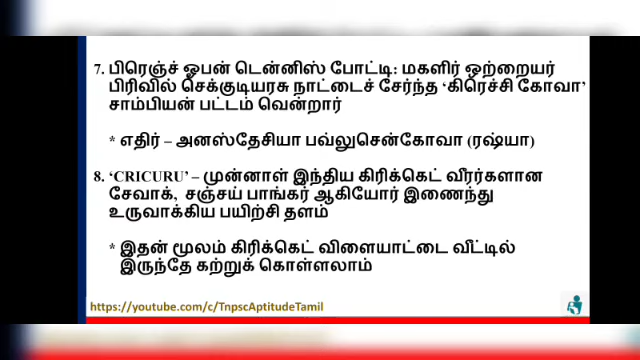 7. பிரெஞ்ச் ஓபன் டென்னிஸ் போட்டி: மகளிர் ஒற்றையர்
பிரிவில் செக்குடியரசு நாட்டைச் சேர்ந்த ‘கிரெச்சி கோவா’
சாம்பியன் பட்டம் வென்றார்
* எதிர் – அனஸ்தேசியா பவ்லுசென்கோவா (ரஷ்யா)
8. ‘CRICURU’ – முன்னாள் இந்திய கிரிக்கெட் வீரர்களான
சேவாக், சஞ்சய் பாங்கர் ஆகியோர் இணைந்து
உருவாக்கிய பயிற்சி தளம்
* இதன் மூலம் கிரிக்கெட் விளையாட்டை வீட்டில்
இருந்தே கற்றுக் கொள்ளலாம்
https://youtube.com/c/TnpscAptitudeTamil